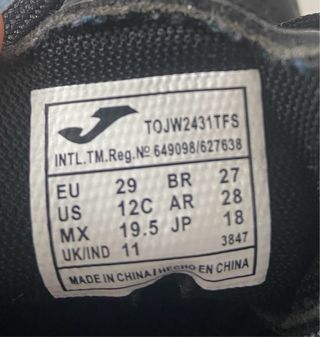 TOJW2431TFS
INTL.TM.Reg.Nº 649098/627638
EU 29 BR 27
US 12C AR 28
MX 19.5 JP 18
UK/IND 11 3847
MADE IN CHINA/HECHO EN CHINA